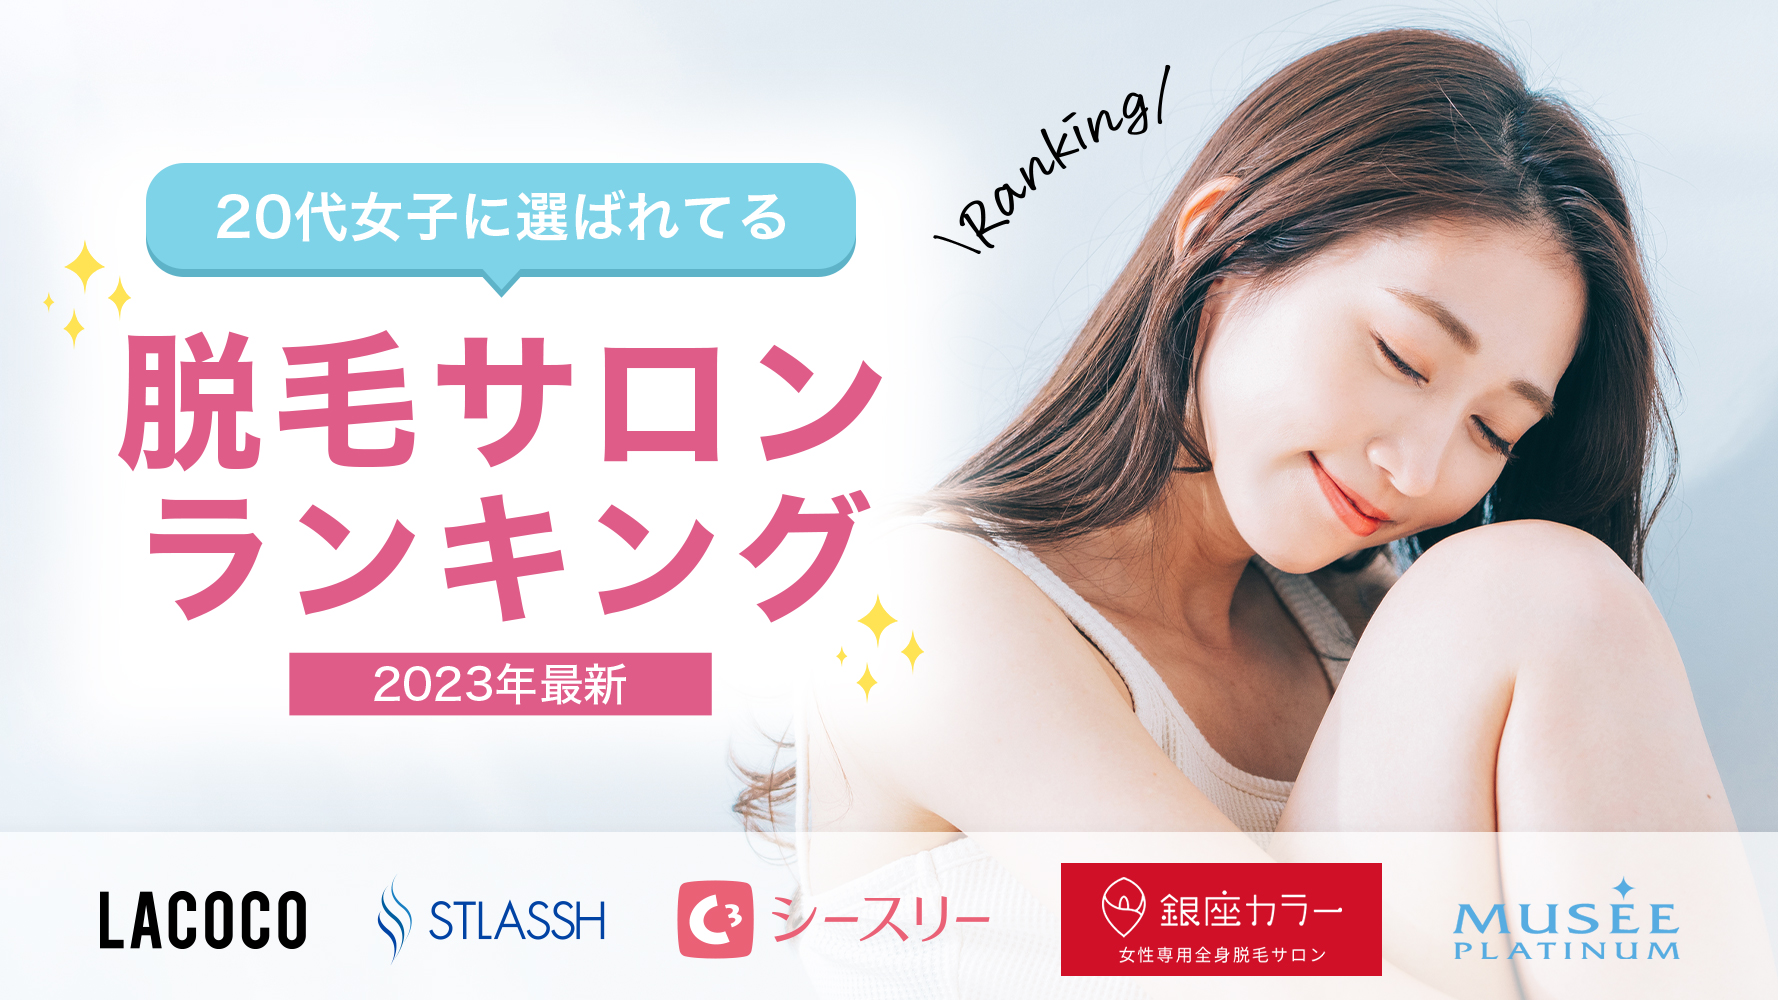 20代女子に選ばれてる
\Ranking/
脱毛サロン
ランキング
2023年最新
LACOCO
STLASSH
C3 シースリー
銀座カラー
女性専用全身脱毛サロン
MUSÉE
PLATINUM